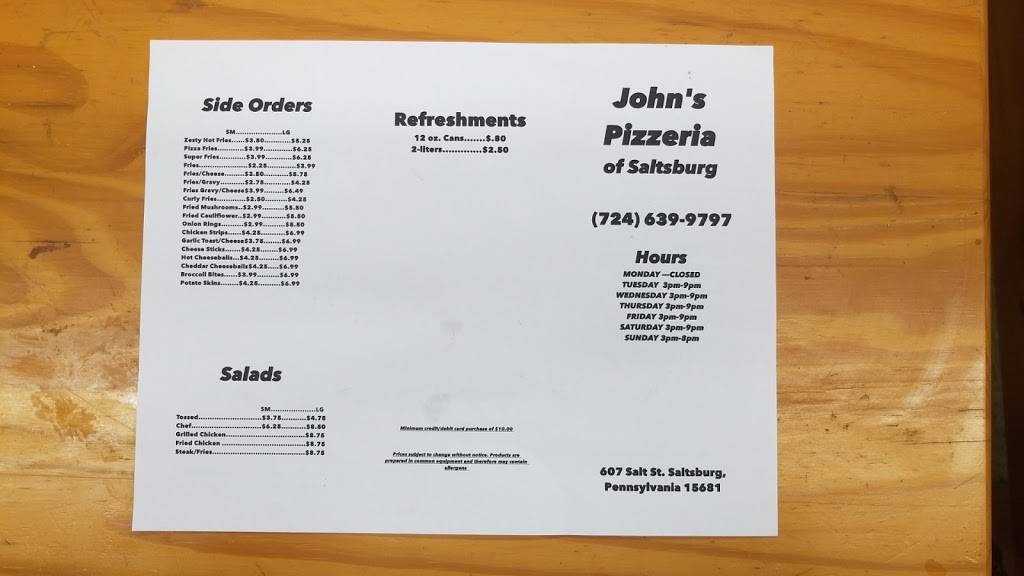 Side Orders
SM......................LG
Zesty Hot Fries.....$3.50.........$5.25
Pizza Fries...........$3.99............$6.25
Super Fries..........$3.99............$6.25
Fries....................$2.25............$3.99
Fries/Cheese........$3.50..........$5.75
Fries/Gravy..........$2.75..........$4.25
Fries Gravy/Cheese$3.99........$6.49
Curly Fries............$2.50.........$4.25
Fried Mushrooms..$2.99.........$5.50
Fried Cauliflower..$2.99..........$5.50
Onion Rings.........$2.99.........$5.50
Chicken Strips.....$4.25..........$6.99
Garlic Toast/Cheese$3.75.......$6.99
Cheese Sticks......$4.25........$6.99
Hot Cheeseballs...$4.25.........$6.99
Cheddar Cheeseballs$4.25.....$6.99
Broccoli Bites......$3.99..........$6.99
Potato Skins........$4.25..........$6.99
Salads
SM.....................LG
Tossed.............................$3.75...........$4.75
Chef................................$6.25...........$8.50
Grilled Chicken....................................$8.75
Fried Chicken ......................................$8.75
Steak/Fries..........................................$8.75
Refreshments
12 oz. Cans.......$.80
2-liters.............$2.50
Minimum credit/debit card purchase of $10.00
Prices subject to change without notice. Products are
prepared in common equipment and therefore may contain
allergens
John's
Pizzeria
of Saltsburg
(724) 639-9797
Hours
MONDAY —CLOSED
TUESDAY 3pm-9pm
WEDNESDAY 3pm-9pm
THURSDAY 3pm-9pm
FRIDAY 3pm-9pm
SATURDAY 3pm-9pm
SUNDAY 3pm-8pm
607 Salt St. Saltsburg,
Pennsylvania 15681